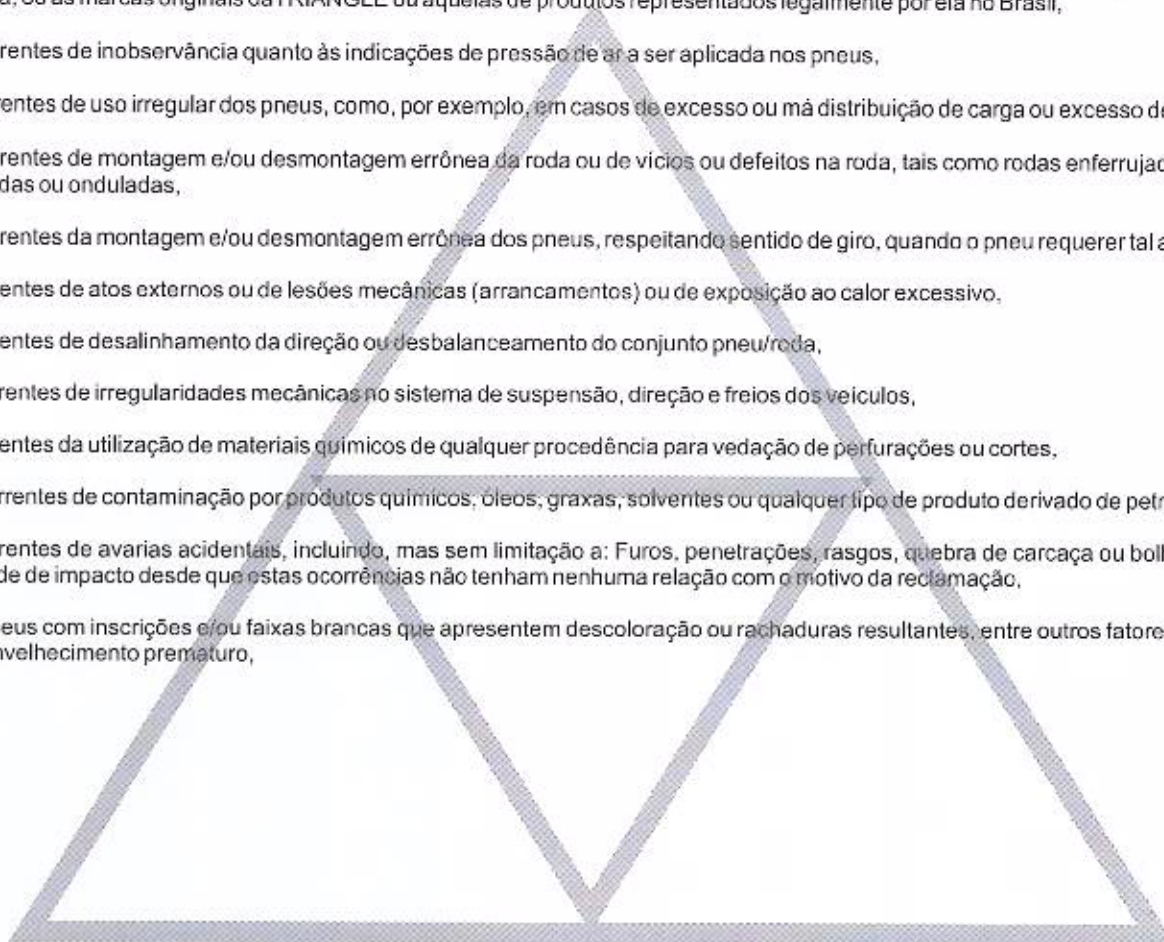 ou as marcas originais da TRIANGLE ou aquelas de produtos representados legalmente por ela no Brasil,
rentes de inobservância quanto às indicações de pressão de ar a ser aplicada nos pneus,
entes de uso irregular dos pneus, como, por exemplo, em casos de excesso ou má distribuição de carga ou excesso de
rentes de montagem e/ou desmontagem errônea da roda ou de vicios ou defeitos na roda, tais como rodas enferrujad
das ou onduladas,
rentes da montagem e/ou desmontagem errônea dos pneus, respeitando sentido de giro, quando o pneu requerer tal a
entes de atos externos ou de lesões mecânicas (arrancamentos) ou de exposição ao calor excessivo,
entes de desalinhamento da direção ou desbalanceamento do conjunto pneu/roda,
rentes de irregularidades mecânicas no sistema de suspensão, direção e freios dos veiculos,
entes da utilização de materiais químicos de qualquer procedência para vedação de perfurações ou cortes,
rrentes de contaminação por produtos químicos, óleos, graxas, solventes ou qualquer tipo de produto derivado de petr
rentes de avarias acidentais, incluindo, mas sem limitação a: Furos, penetrações, rasgos, quebra de carcaça ou boll
de de impacto desde que estas ocorrências não tenham nenhuma relação com o motivo da reclamação,
eus com inscrições e/ou faixas brancas que apresentem descoloração ou rachaduras resultantes, entre outros fatore
nvelhecimento prematuro,